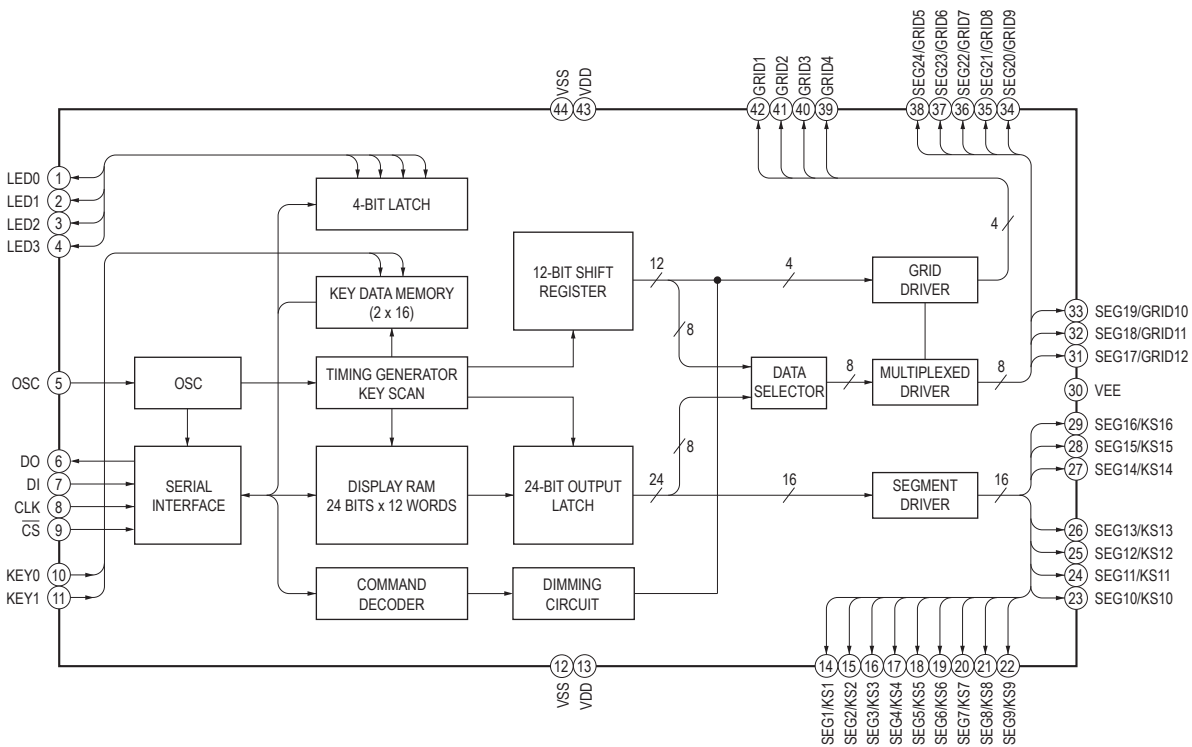 SEG24/GRID5
SEG23/GRID6
SEG22/GRID7
SEG21/GRID8
SEG20/GRID9
GRID1
GRID2
GRID3
GRID4
VSS
VDD
44
43
42
41
40
39
38
37
36
35
34
LED0
1
LED1
2
LED2
3
LED3
4
4-BIT LATCH
4
12-BIT SHIFT
REGISTER
12
4
GRID
DRIVER
KEY DATA MEMORY
(2 x 16)
8
33
SEG19/GRID10
32
SEG18/GRID11
31
SEG17/GRID12
OSC
5
OSC
TIMING GENERATOR
KEY SCAN
DATA
SELECTOR
8
MULTIPLEXED
DRIVER
8
30
VEE
29
SEG16/KS16
28
SEG15/KS15
27
SEG14/KS14
8
DO
6
DI
7
CLK
8
CS
9
SERIAL
INTERFACE
DISPLAY RAM
24 BITS x 12 WORDS
24-BIT OUTPUT
LATCH
24
16
SEGMENT
DRIVER
16
26
SEG13/KS13
25
SEG12/KS12
24
SEG11/KS11
23
SEG10/KS10
KEY0
10
KEY1
11
COMMAND
DECODER
DIMMING
CIRCUIT
12
13
14
15
16
17
18
19
20
21
22
VSS
VDD
SEG1/KS1
SEG2/KS2
SEG3/KS3
SEG4/KS4
SEG5/KS5
SEG6/KS6
SEG7/KS7
SEG8/KS8
SEG9/KS9